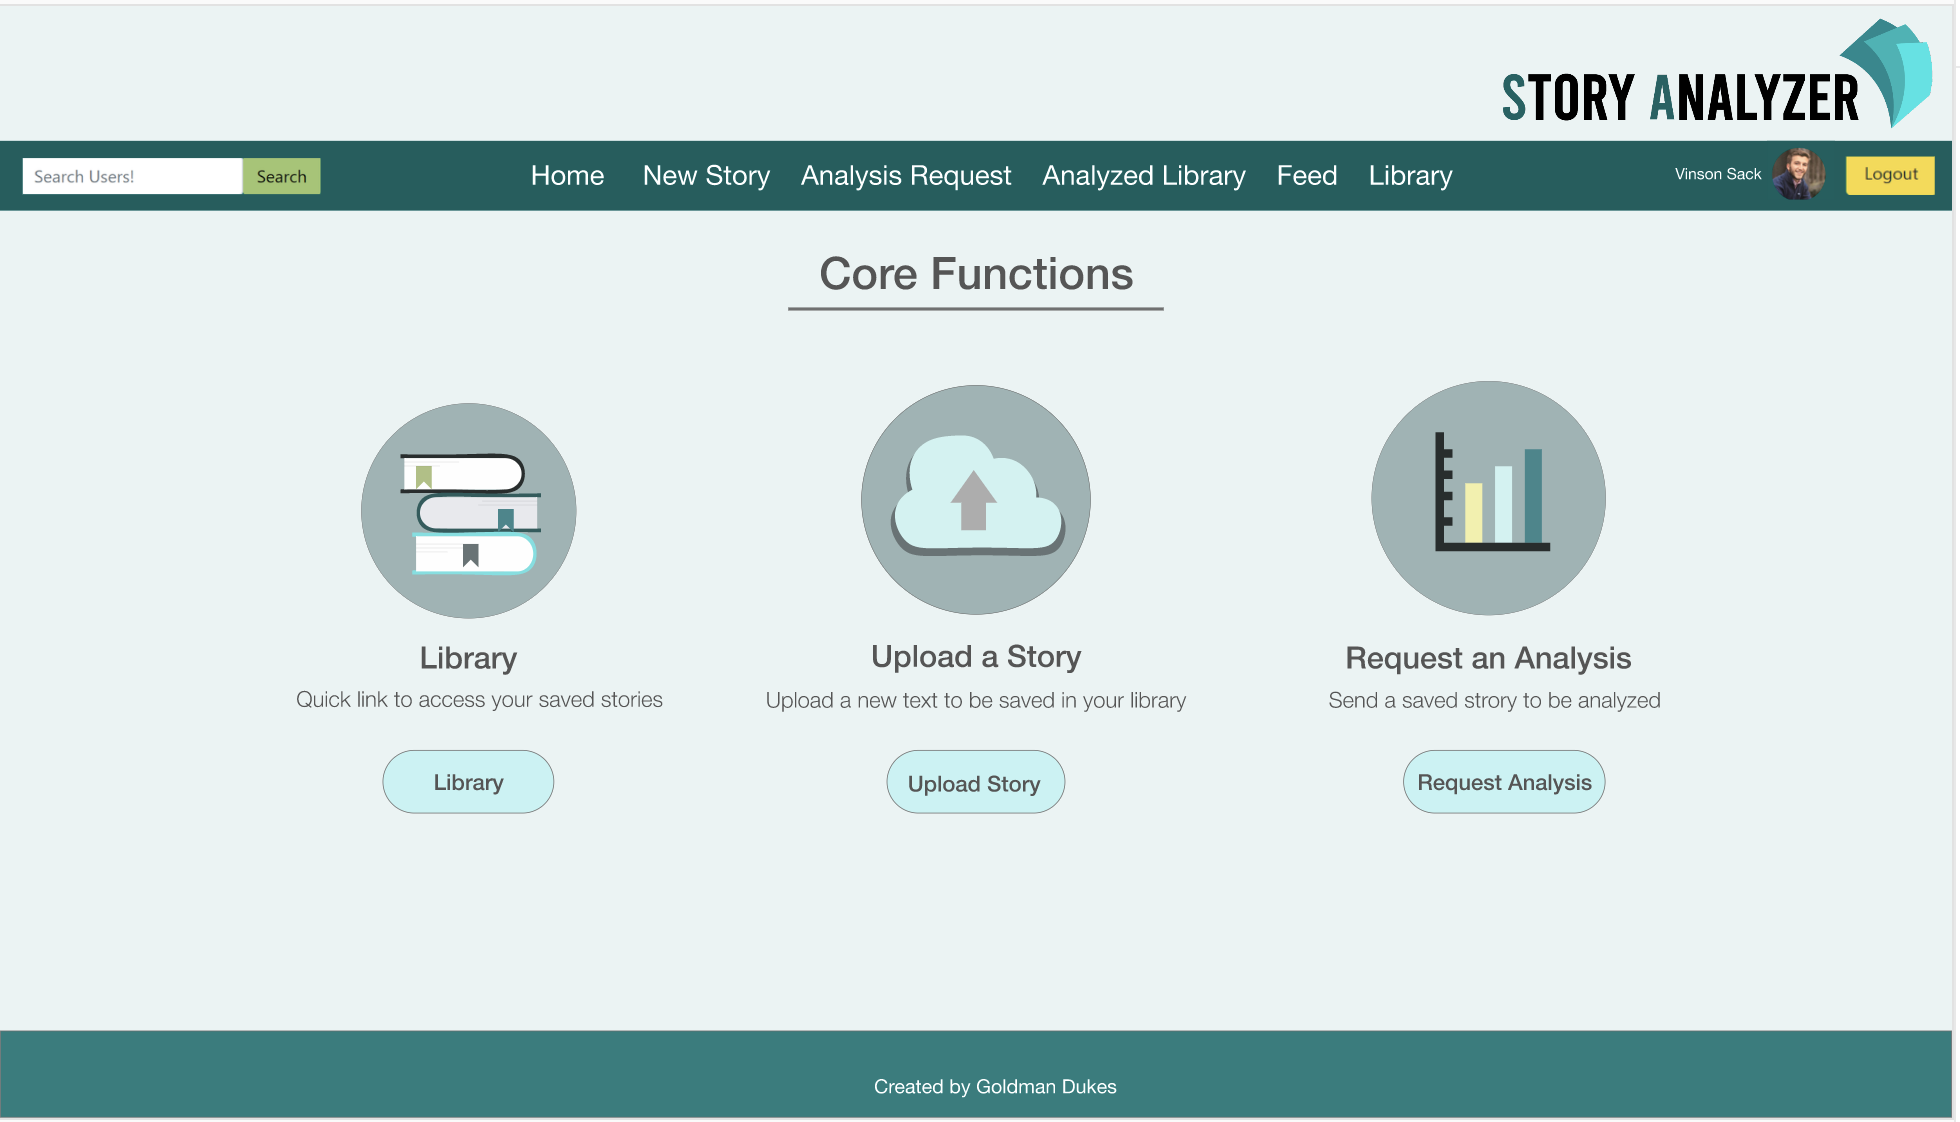 STORY ANALYZER
Search Users! Search Home New Story Analysis Request Analyzed Library Feed Library Vinson Sack Logout
Core Functions
Library
Quick link to access your saved stories
Library
Upload a Story
Upload a new text to be saved in your library
Upload Story
Request an Analysis
Send a saved strory to be analyzed
Request Analysis
Created by Goldman Dukes